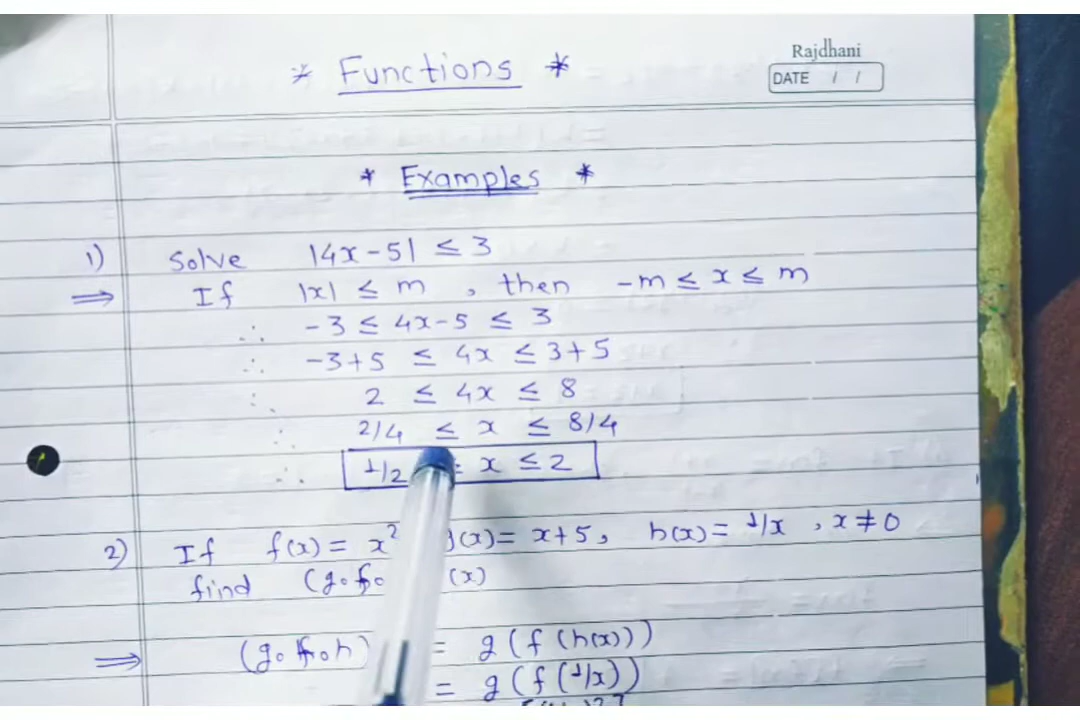 * Functions *
Rajdhani
DATE / /
* Examples *
1) Solve |4x-5| ≤ 3
⇒ If |x| ≤ m , then -m ≤ x ≤ m
∴ -3 ≤ 4x-5 ≤ 3
∴ -3+5 ≤ 4x ≤ 3+5
∴ 2 ≤ 4x ≤ 8
∴ 2/4 ≤ x ≤ 8/4
∴ 1/2 x ≤ 2
2) If f(x) = x² (x) = x+5, h(x) = 1/x , x ≠ 0
find (gofo (x)
⇒ (gofoh) = g(f(h(x)))
= g(f(1/x))